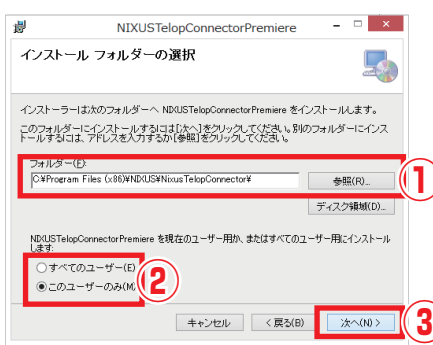 NIXUSTelopConnectorPremiere
インストール フォルダーの選択
インストーラーは次のフォルダーへ NIXUSTelopConnectorPremiere をインストールします。
このフォルダーにインストールするには[次へ]をクリックしてください。別のフォルダーにインス
トールするには、アドレスを入力するか[参照]をクリックしてください。
フォルダー(F):
C:¥Program Files (x86)¥NIXUS¥NixusTelopConnector¥
参照(R)...
①
ディスク領域(D)...
NIXUSTelopConnectorPremiere を現在のユーザー用か、またはすべてのユーザー用にインストール
します:
すべてのユーザー(E)
このユーザーのみ(M)
②
キャンセル
< 戻る(B)
次へ(N) >
③